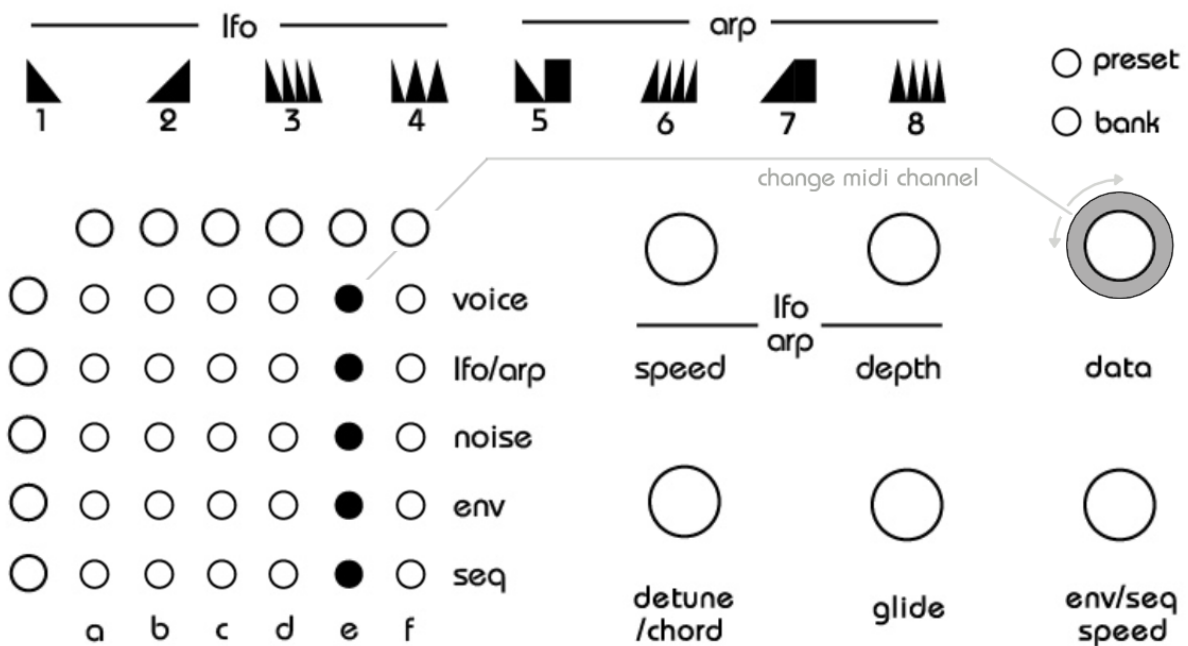 lfo
arp
1 2 3 4 5 6 7 8
preset
bank
change midi channel
voice
lfo/arp
noise
env
seq
a b c d e f
lfo
arp
speed
depth
data
detune
/chord
glide
env/seq
speed